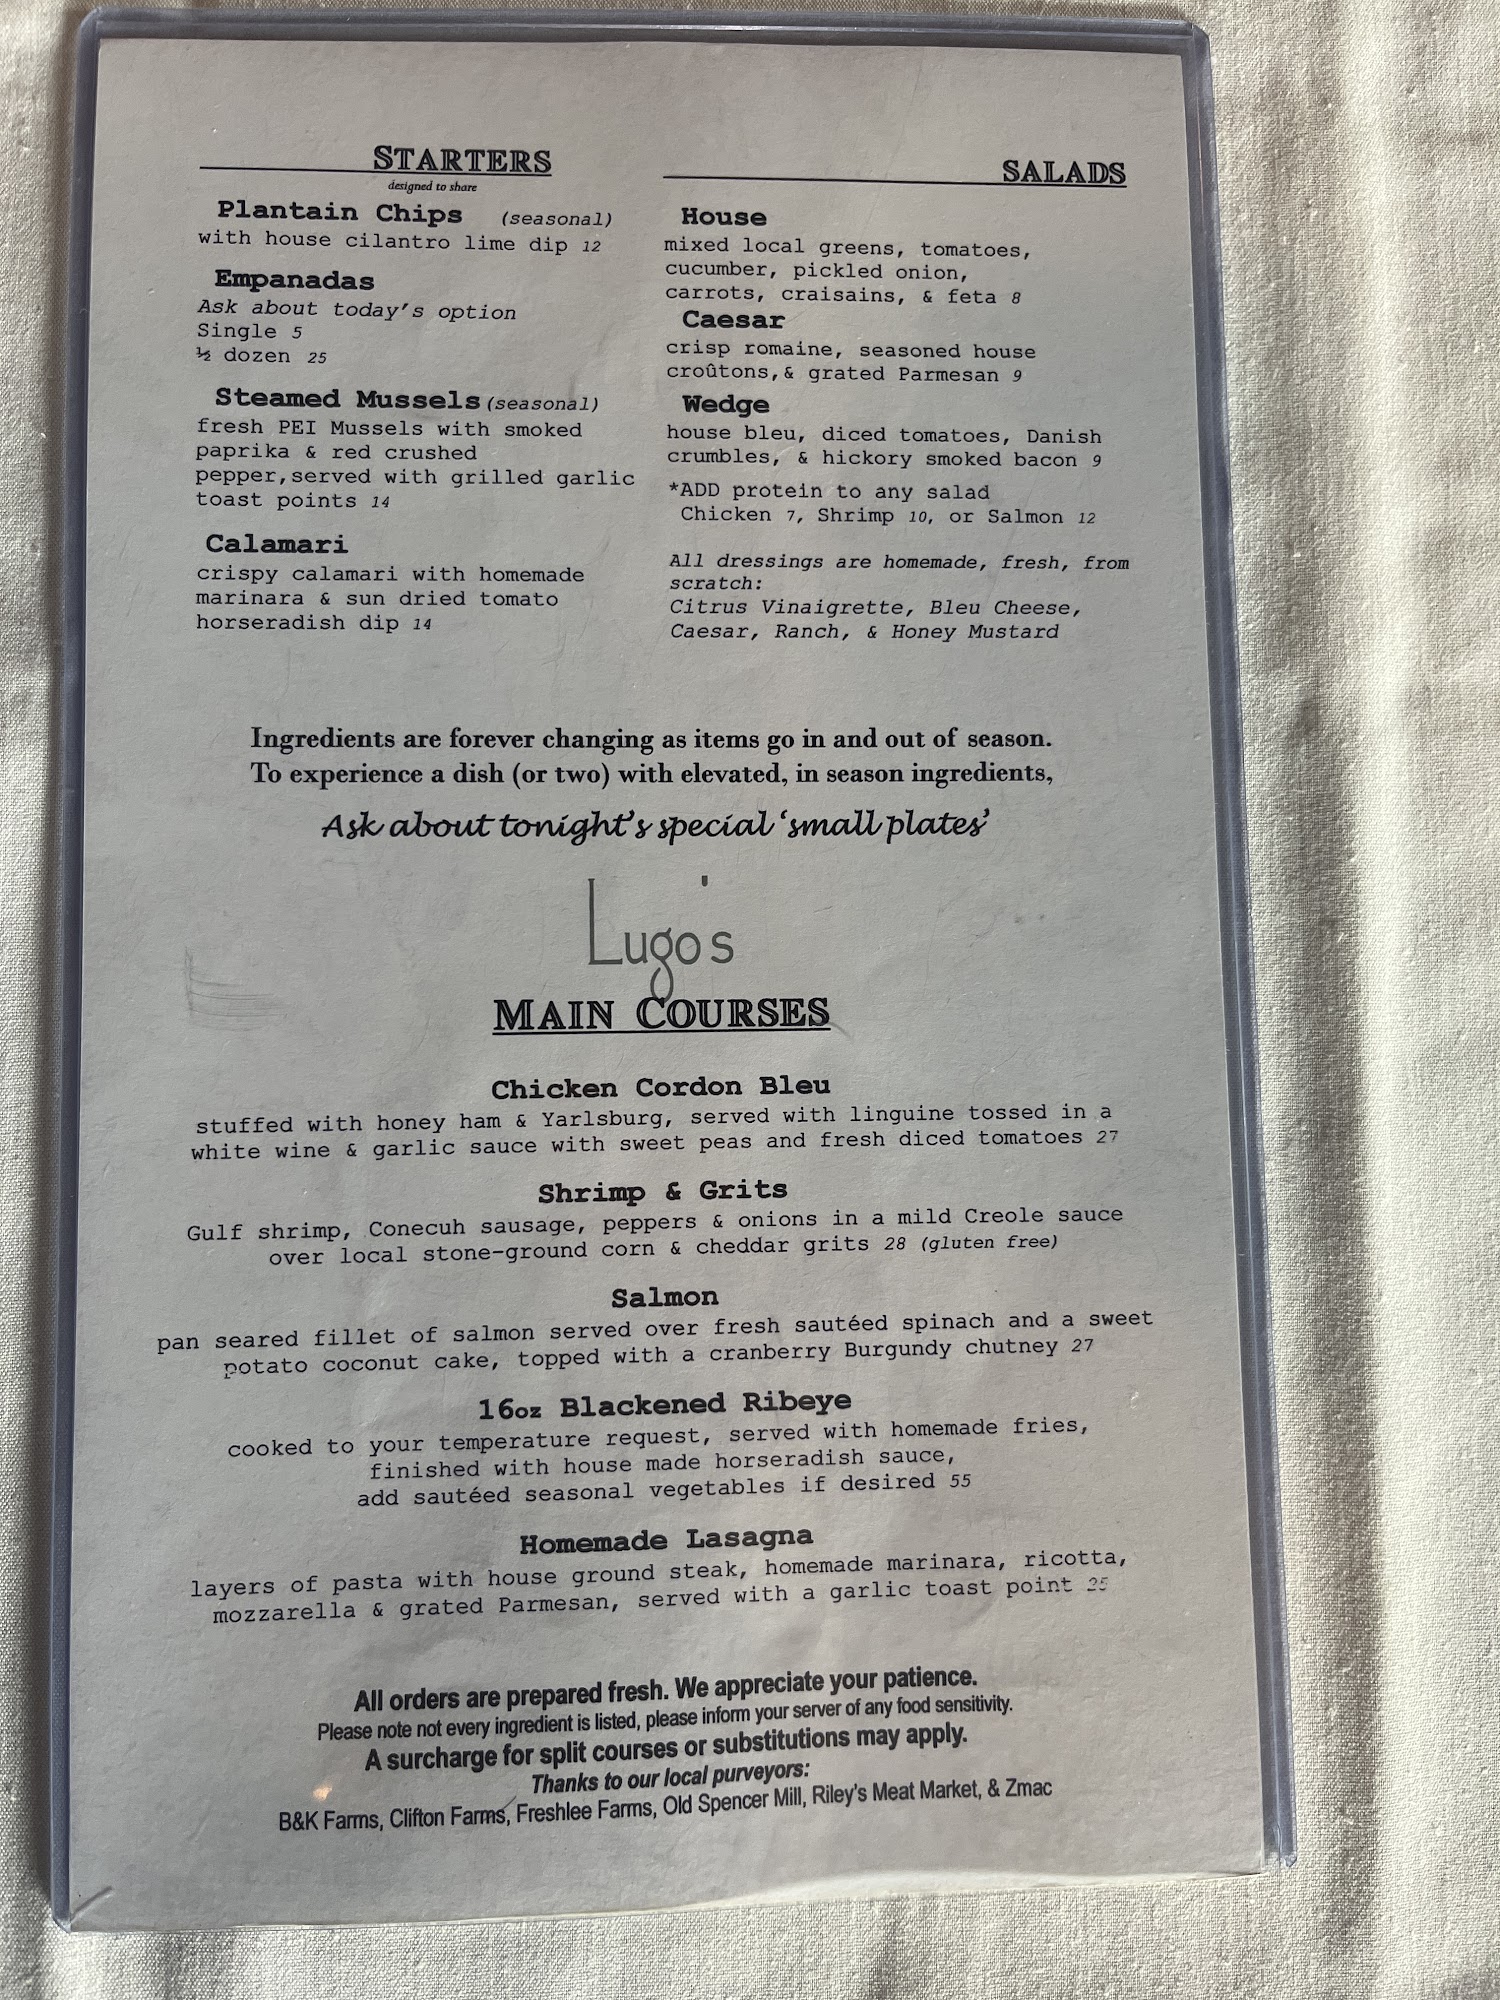 STARTERS
designed to share
Plantain Chips (seasonal)
with house cilantro lime dip 12
Empanadas
Ask about today's option
Single 5
½ dozen 25
Steamed Mussels (seasonal)
fresh PEI Mussels with smoked
paprika & red crushed
pepper,served with grilled garlic
toast points 14
Calamari
crispy calamari with homemade
marinara & sun dried tomato
horseradish dip 14
SALADS
House
mixed local greens, tomatoes,
cucumber, pickled onion,
carrots, craisains, & feta 8
Caesar
crisp romaine, seasoned house
croûtons,& grated Parmesan 9
Wedge
house bleu, diced tomatoes, Danish
crumbles, & hickory smoked bacon 9
*ADD protein to any salad
Chicken 7, Shrimp 10, or Salmon 12
All dressings are homemade, fresh, from
scratch:
Citrus Vinaigrette, Bleu Cheese,
Caesar, Ranch, & Honey Mustard
Ingredients are forever changing as items go in and out of season.
To experience a dish (or two) with elevated, in season ingredients,
Ask about tonight's special 'small plates'
Lugo's
MAIN COURSES
Chicken Cordon Bleu
stuffed with honey ham & Yarlsburg, served with linguine tossed in a
white wine & garlic sauce with sweet peas and fresh diced tomatoes 27
Shrimp & Grits
Gulf shrimp, Conecuh sausage, peppers & onions in a mild Creole sauce
over local stone-ground corn & cheddar grits 28 (gluten free)
Salmon
pan seared fillet of salmon served over fresh sautéed spinach and a sweet
potato coconut cake, topped with a cranberry Burgundy chutney 27
16oz Blackened Ribeye
cooked to your temperature request, served with homemade fries,
finished with house made horseradish sauce,
add sautéed seasonal vegetables if desired 55
Homemade Lasagna
layers of pasta with house ground steak, homemade marinara, ricotta,
mozzarella & grated Parmesan, served with a garlic toast point 25
All orders are prepared fresh. We appreciate your patience.
Please note not every ingredient is listed, please inform your server of any food sensitivity.
A surcharge for split courses or substitutions may apply.
Thanks to our local purveyors:
B&K Farms, Clifton Farms, Freshlee Farms, Old Spencer Mill, Riley's Meat Market, & Zmac